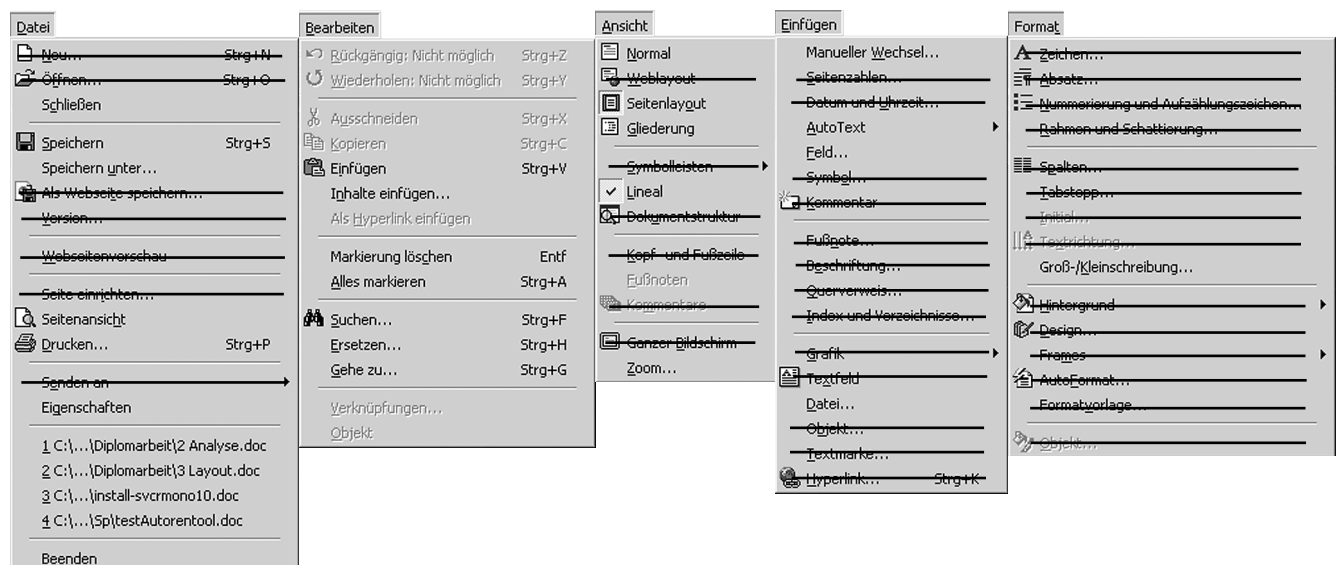 Datei
Neu... Strg+N
Öffnen... Strg+O
Schließen
Speichern Strg+S
Speichern unter...
Als Webseite speichern...
Version...
Webseitenvorschau
Seite einrichten...
Seitenansicht
Drucken... Strg+P
Senden an
Eigenschaften
1 C:\...\Diplomarbeit\2 Analyse.doc
2 C:\...\Diplomarbeit\3 Layout.doc
3 C:\...\install-svcrmono10.doc
4 C:\...\Sp\testAutorentool.doc
Beenden
Bearbeiten
Rückgängig: Nicht möglich Strg+Z
Wiederholen: Nicht möglich Strg+Y
Ausschneiden Strg+X
Kopieren Strg+C
Einfügen Strg+V
Inhalte einfügen...
Als Hyperlink einfügen
Markierung löschen Entf
Alles markieren Strg+A
Suchen... Strg+F
Ersetzen... Strg+H
Gehe zu... Strg+G
Verknüpfungen...
Objekt
Ansicht
Normal
Weblayout
Seitenlayout
Gliederung
Symbolleisten
Lineal
Dokumentstruktur
Kopf- und Fußzeile
Fußnoten
Kommentare
Ganzer Bildschirm
Zoom...
Einfügen
Manueller Wechsel...
Seitenzahlen...
Datum und Uhrzeit...
AutoText
Feld...
Symbol...
Kommentar
Fußnote...
Beschriftung...
Querverweis...
Index und Verzeichnisse...
Grafik
Textfeld
Datei...
Objekt...
Textmarke...
Hyperlink... Strg+K
Format
Zeichen...
Absatz...
Nummerierung und Aufzählungszeichen...
Rahmen und Schattierung...
Spalten...
Tabstopp...
Initial...
Textrichtung...
Groß-/Kleinschreibung...
Hintergrund
Design...
Frames
AutoFormat...
Formatvorlage...
Objekt...